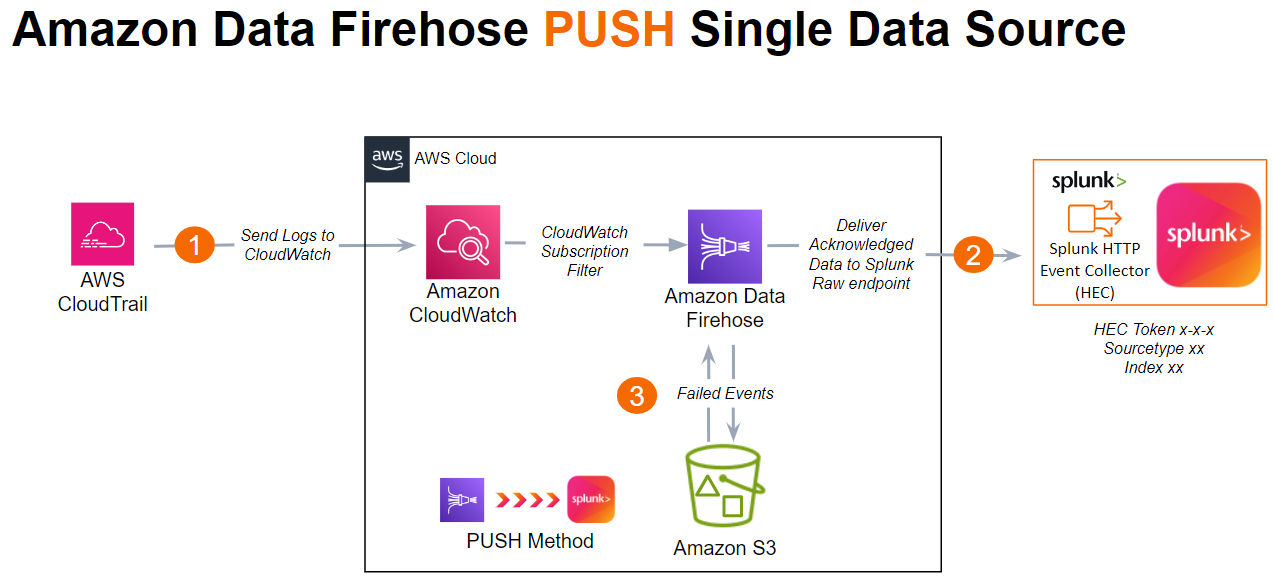 Amazon Data Firehose PUSH Single Data Source
aws
AWS Cloud
AWS
CloudTrail
1
Send Logs to
CloudWatch
Amazon
CloudWatch
CloudWatch
Subscription
Filter
Amazon Data
Firehose
Deliver
Acknowledged
Data to Splunk
Raw endpoint
2
splunk>
Splunk HTTP
Event Collector
(HEC)
splunk>
HEC Token x-x-x
Sourcetype xx
Index xx
3
Failed Events
Amazon S3
splunk>
PUSH Method